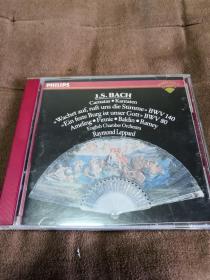 PHILIPS
J.S. BACH
Cantatas • Kantaten
«Wachet auf, ruft uns die Stimme» BWV 140
«Ein feste Burg ist unser Gott» BWV 80
Ameling • Finnie • Baldin • Ramey
English Chamber Orchestra
Raymond Leppard